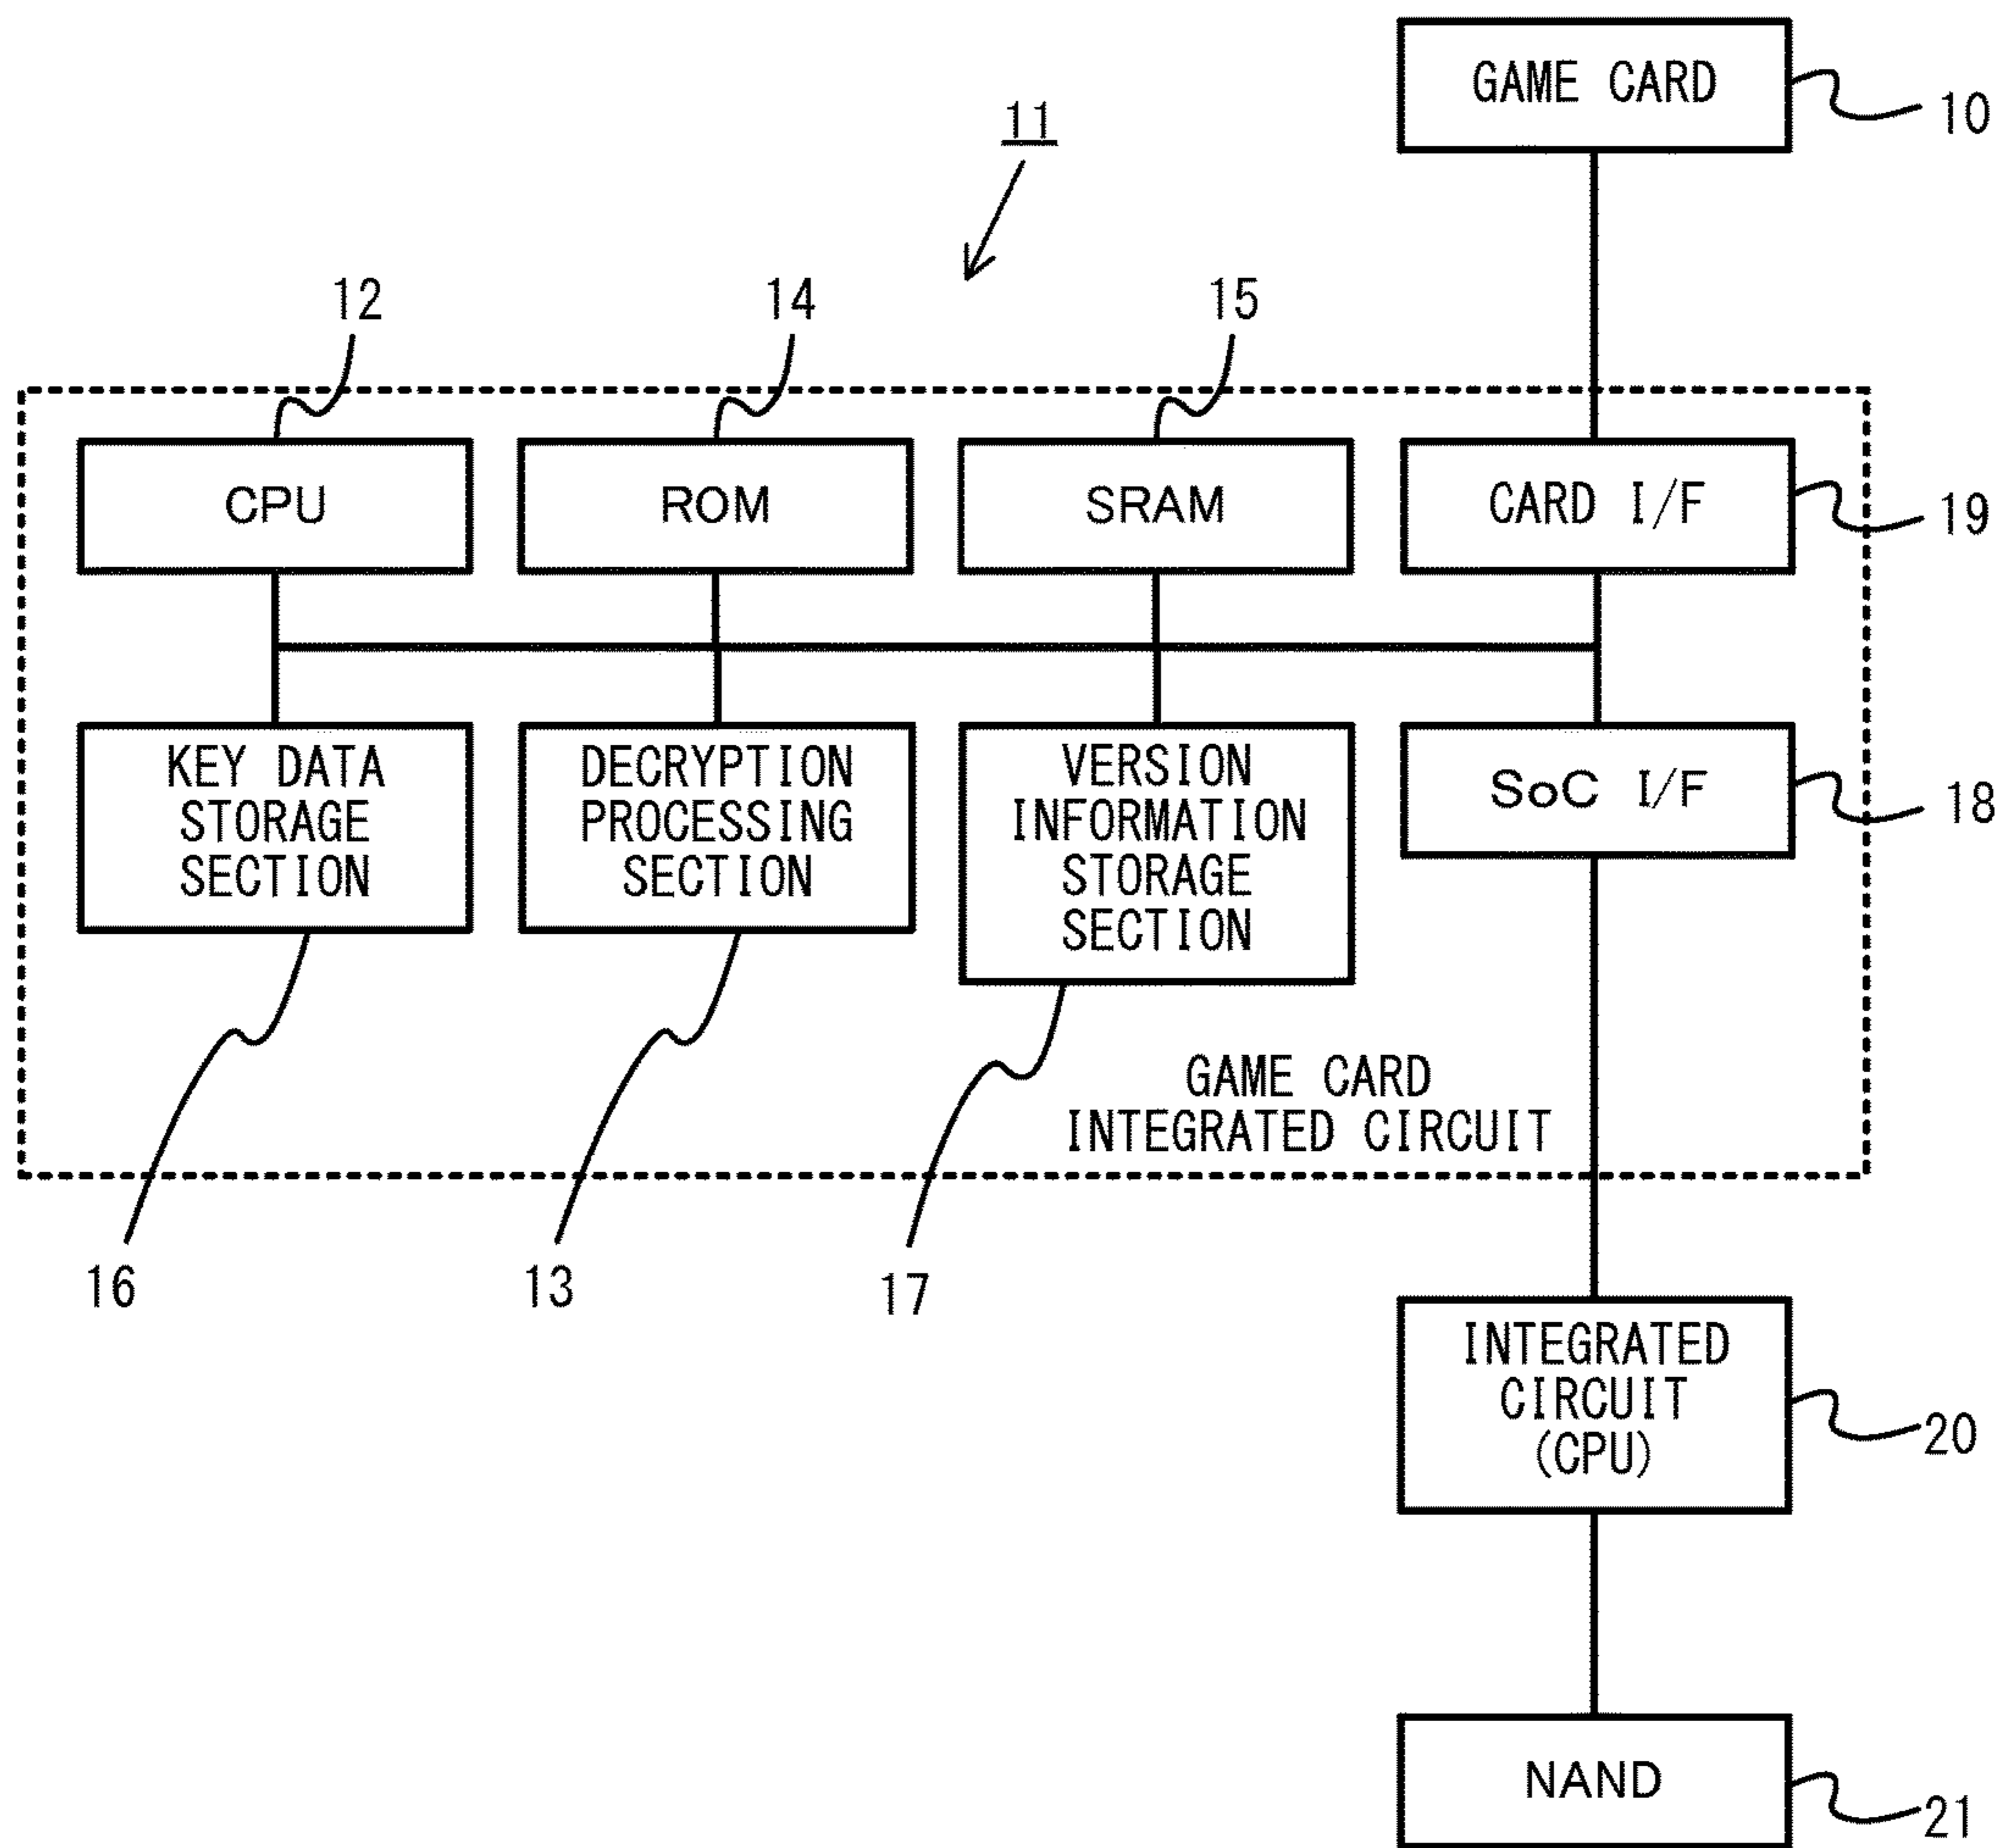 GAME CARD
10
11
12
14
15
CPU
ROM
SRAM
CARD I/F
19
KEY DATA
STORAGE
SECTION
DECRYPTION
PROCESSING
SECTION
VERSION
INFORMATION
STORAGE
SECTION
SoC I/F
18
GAME CARD
INTEGRATED CIRCUIT
16
13
17
INTEGRATED
CIRCUIT
(CPU)
20
NAND
21